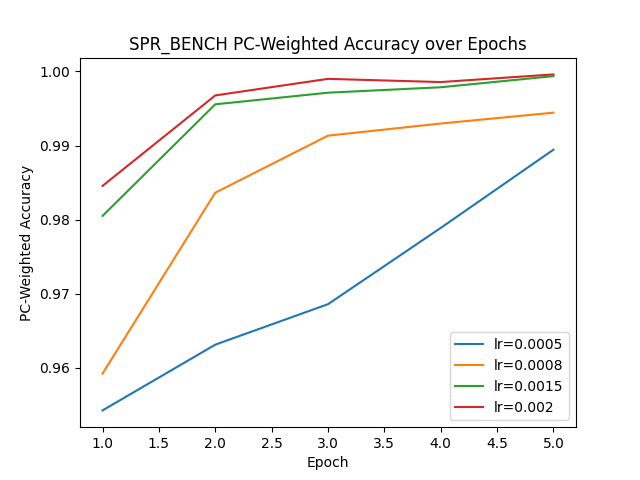 SPR_BENCH PC-Weighted Accuracy over Epochs
PC-Weighted Accuracy
1.00
0.99
0.98
0.97
0.96
1.0 1.5 2.0 2.5 3.0 3.5 4.0 4.5 5.0
Epoch
lr=0.0005
lr=0.0008
lr=0.0015
lr=0.002